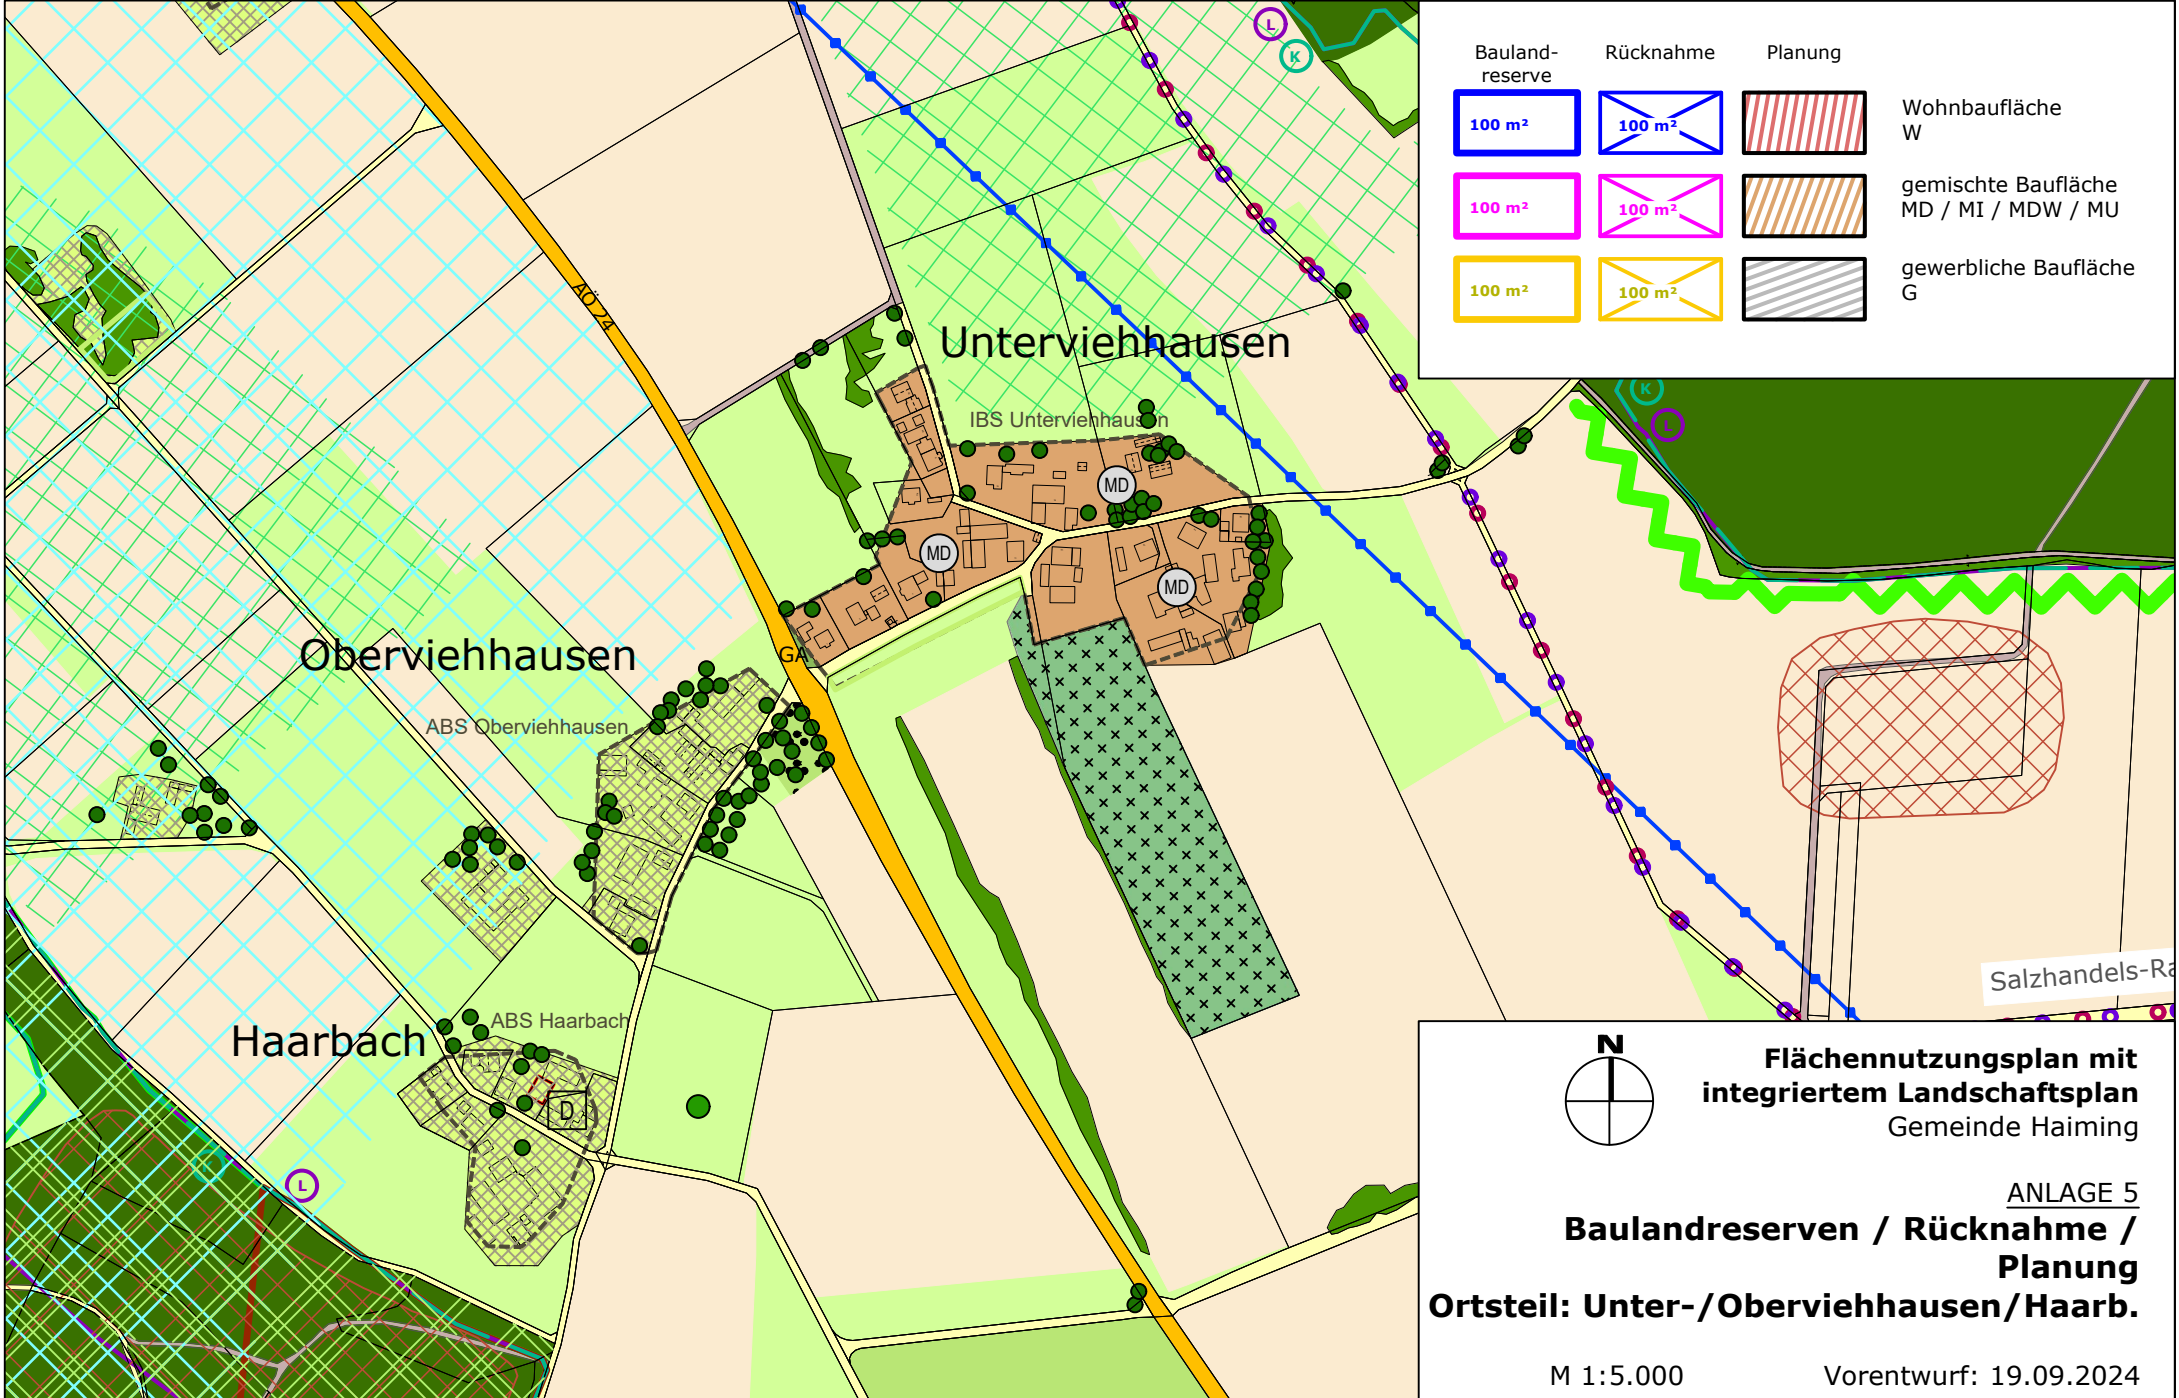 Bauland-
reserve
Rücknahme
Planung
100 m²
100 m²
Wohnbaufläche
W
100 m²
100 m²
gemischte Baufläche
MD / MI / MDW / MU
100 m²
100 m²
gewerbliche Baufläche
G
L
K
AÖ 24
Unterviehhausen
IBS Unterviehhausen
K
L
MD
MD
MD
Oberviehhausen
GA
ABS Oberviehhausen
Salzhandels-Ra
Haarbach
ABS Haarbach
D
K
L
N
Flächennutzungsplan mit
integriertem Landschaftsplan
Gemeinde Haiming
ANLAGE 5
Baulandreserven / Rücknahme /
Planung
Ortsteil: Unter-/Oberviehhausen/Haarb.
M 1:5.000
Vorentwurf: 19.09.2024